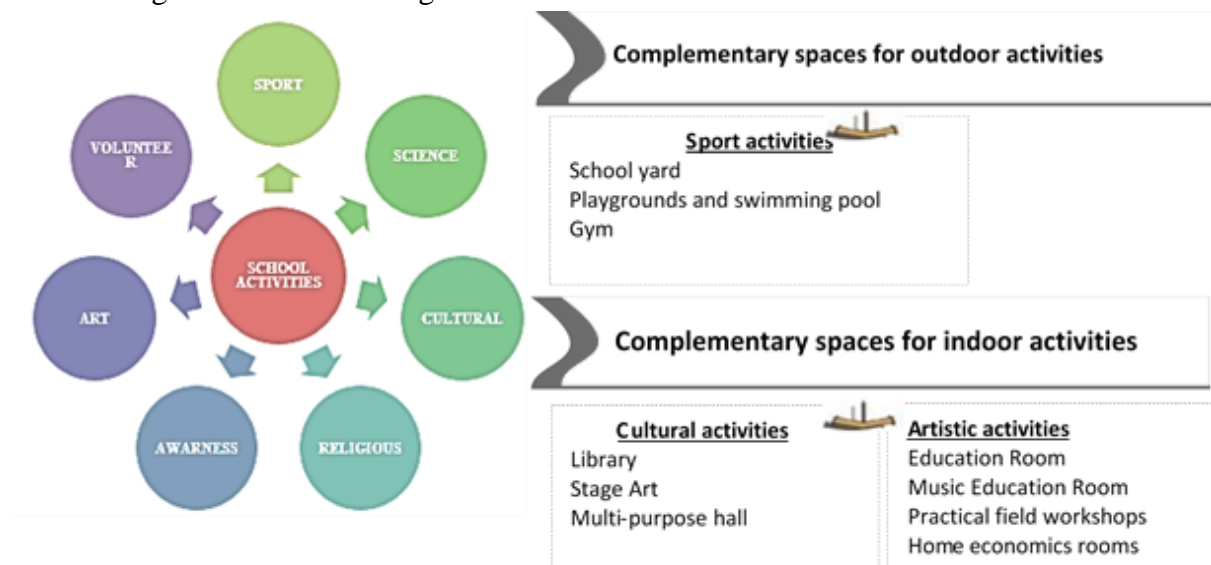 SPORT
SCIENCE
CULTURAL
RELIGIOUS
AWARNESS
ART
VOLUNTEE
R
SCHOOL
ACTIVITIES
Complementary spaces for outdoor activities
Sport activities
School yard
Playgrounds and swimming pool
Gym
Complementary spaces for indoor activities
Cultural activities
Library
Stage Art
Multi-purpose hall
Artistic activities
Education Room
Music Education Room
Practical field workshops
Home economics rooms